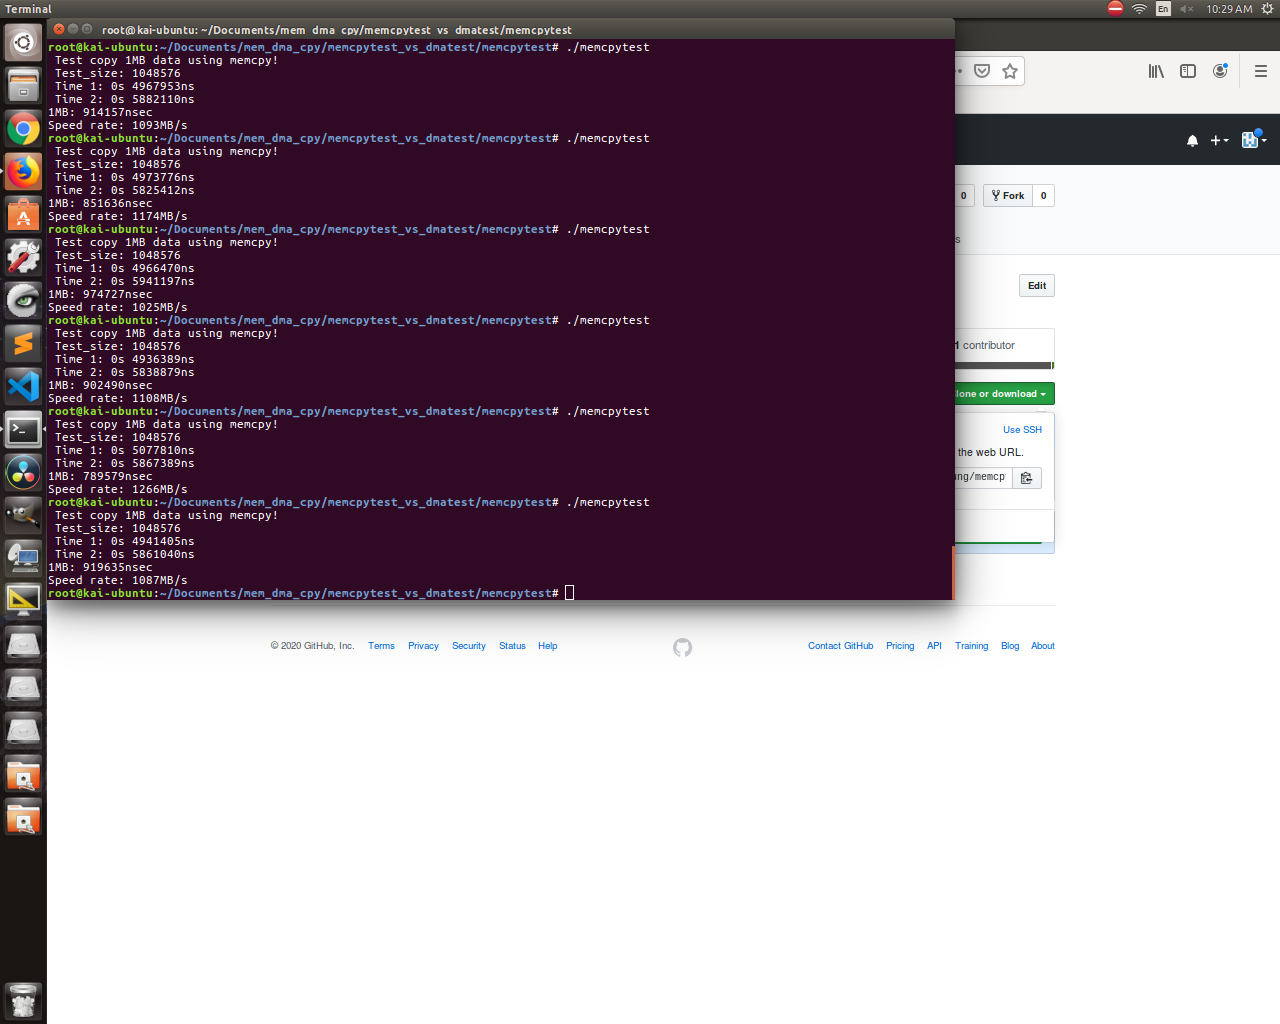 Terminal
En
10:29 AM
root@kai-ubuntu: ~/Documents/mem_dma_cpy/memcpytest_vs_dmatest/memcpytest
root@kai-ubuntu:~/Documents/mem_dma_cpy/memcpytest_vs_dmatest/memcpytest# ./memcpytest
Test copy 1MB data using memcpy!
Test_size: 1048576
Time 1: 0s 4967953ns
Time 2: 0s 5882110ns
1MB: 914157nsec
Speed rate: 1093MB/s
root@kai-ubuntu:~/Documents/mem_dma_cpy/memcpytest_vs_dmatest/memcpytest# ./memcpytest
Test copy 1MB data using memcpy!
Test_size: 1048576
Time 1: 0s 4973776ns
Time 2: 0s 5825412ns
1MB: 851636nsec
Speed rate: 1174MB/s
root@kai-ubuntu:~/Documents/mem_dma_cpy/memcpytest_vs_dmatest/memcpytest# ./memcpytest
Test copy 1MB data using memcpy!
Test_size: 1048576
Time 1: 0s 4966470ns
Time 2: 0s 5941197ns
1MB: 974727nsec
Speed rate: 1025MB/s
root@kai-ubuntu:~/Documents/mem_dma_cpy/memcpytest_vs_dmatest/memcpytest# ./memcpytest
Test copy 1MB data using memcpy!
Test_size: 1048576
Time 1: 0s 4936389ns
Time 2: 0s 5838879ns
1MB: 902490nsec
Speed rate: 1108MB/s
root@kai-ubuntu:~/Documents/mem_dma_cpy/memcpytest_vs_dmatest/memcpytest# ./memcpytest
Test copy 1MB data using memcpy!
Test_size: 1048576
Time 1: 0s 5077810ns
Time 2: 0s 5867389ns
1MB: 789579nsec
Speed rate: 1266MB/s
root@kai-ubuntu:~/Documents/mem_dma_cpy/memcpytest_vs_dmatest/memcpytest# ./memcpytest
Test copy 1MB data using memcpy!
Test_size: 1048576
Time 1: 0s 4941405ns
Time 2: 0s 5861040ns
1MB: 919635nsec
Speed rate: 1087MB/s
root@kai-ubuntu:~/Documents/mem_dma_cpy/memcpytest_vs_dmatest/memcpytest#
0 Fork 0
s
Edit
1 contributor
lone or download
Use SSH
the web URL.
ung/memcp
© 2020 GitHub, Inc. Terms Privacy Security Status Help Contact GitHub Pricing API Training Blog About